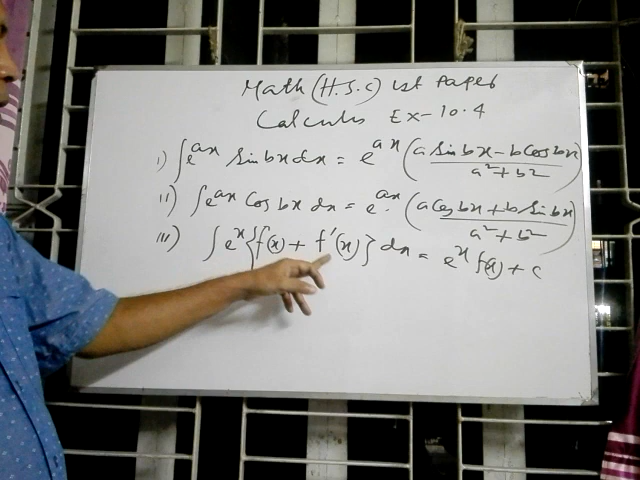 Math (H.S.C) 1st Paper
Calculus Ex-10.4
i) ∫e^ax Sin bx dx = e^ax (a Sin bx - b Cos bx / a²+b²)
ii) ∫e^ax Cos bx dx = e^ax. (a Cos bx + b Sin bx / a²+b²)
iii) ∫e^x {f(x) + f'(x)} dx = e^x f(x) + c